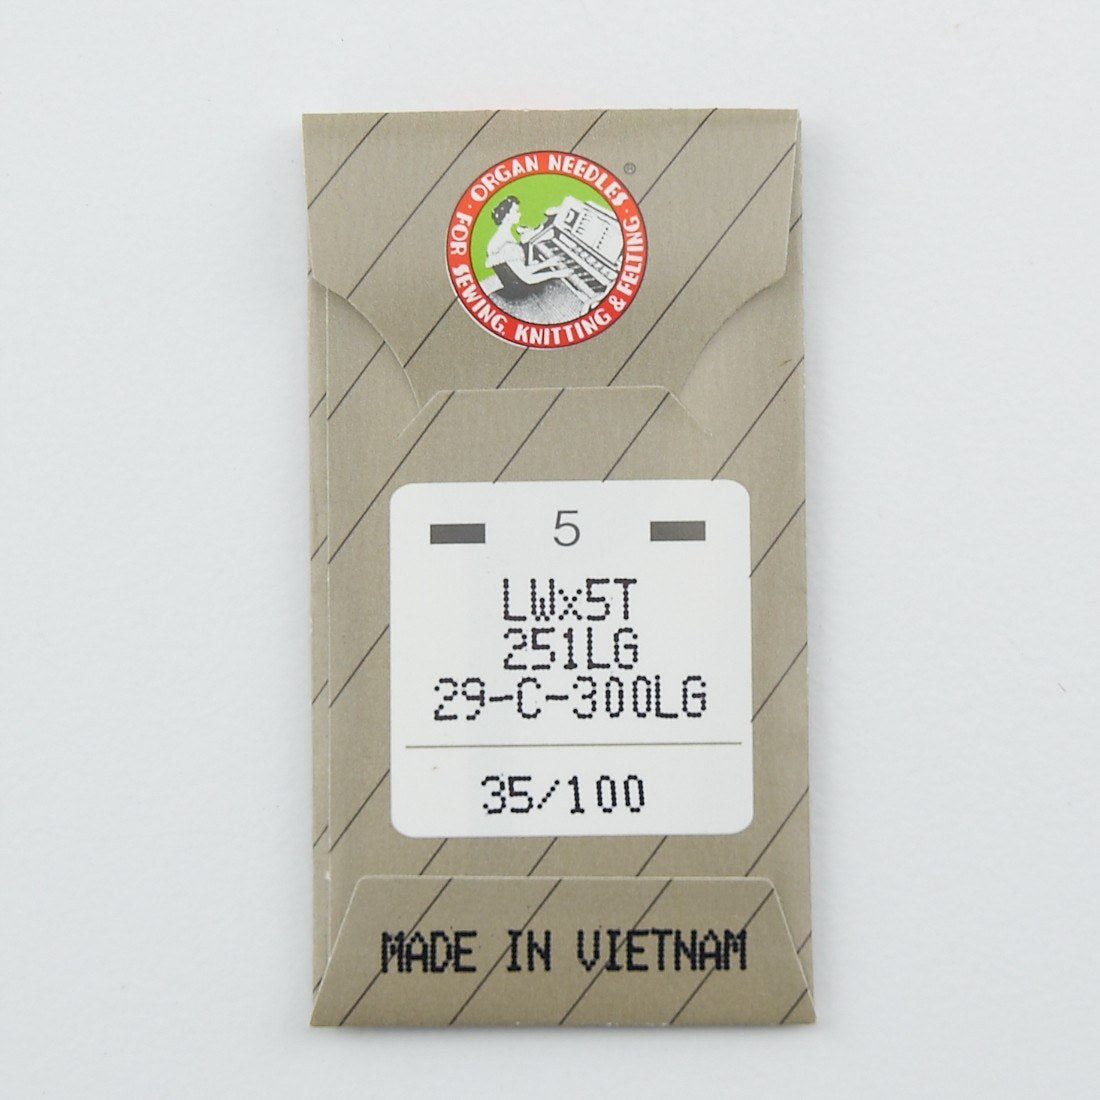 ORGAN NEEDLES ®
· FOR SEWING, KNITTING & FELTING ·
5
LWx5T
251LG
29-C-300LG
35/100
MADE IN VIETNAM